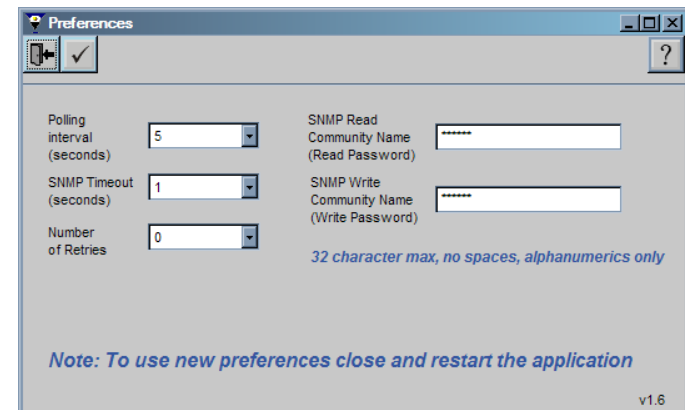 Preferences
?
Polling
interval
(seconds)
5
SNMP Read
Community Name
(Read Password)
******
SNMP Timeout
(seconds)
1
SNMP Write
Community Name
(Write Password)
******
Number
of Retries
0
32 character max, no spaces, alphanumerics only
Note: To use new preferences close and restart the application
v1.6